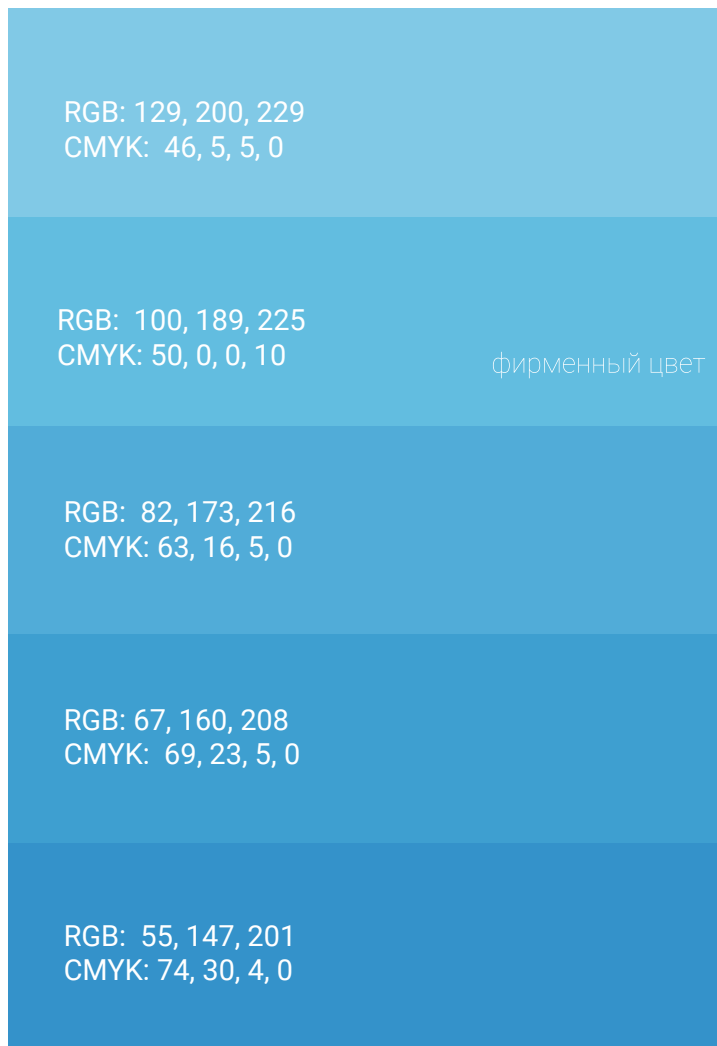 RGB: 129, 200, 229
CMYK: 46, 5, 5, 0
RGB: 100, 189, 225
CMYK: 50, 0, 0, 10
фирменный цвет
RGB: 82, 173, 216
CMYK: 63, 16, 5, 0
RGB: 67, 160, 208
CMYK: 69, 23, 5, 0
RGB: 55, 147, 201
CMYK: 74, 30, 4, 0